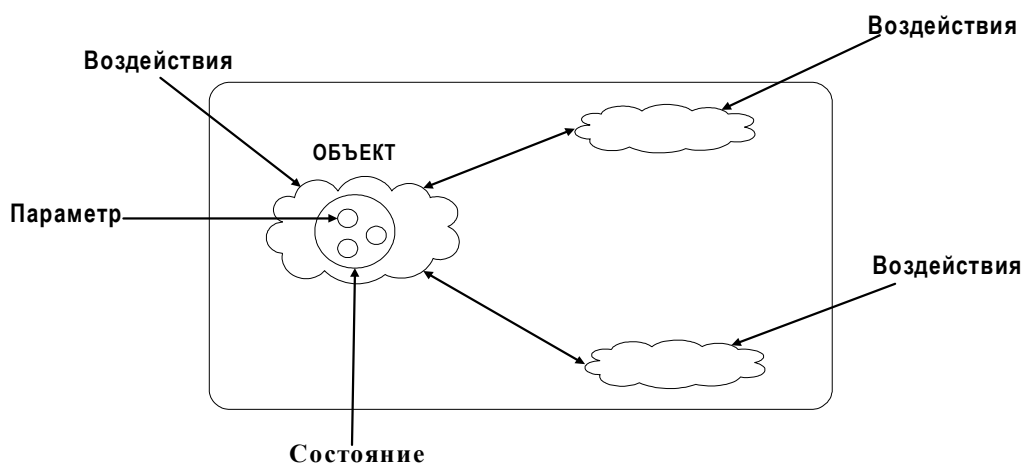 Воздействия
Воздействия
ОБЪЕКТ
Параметр
Воздействия
Состояние